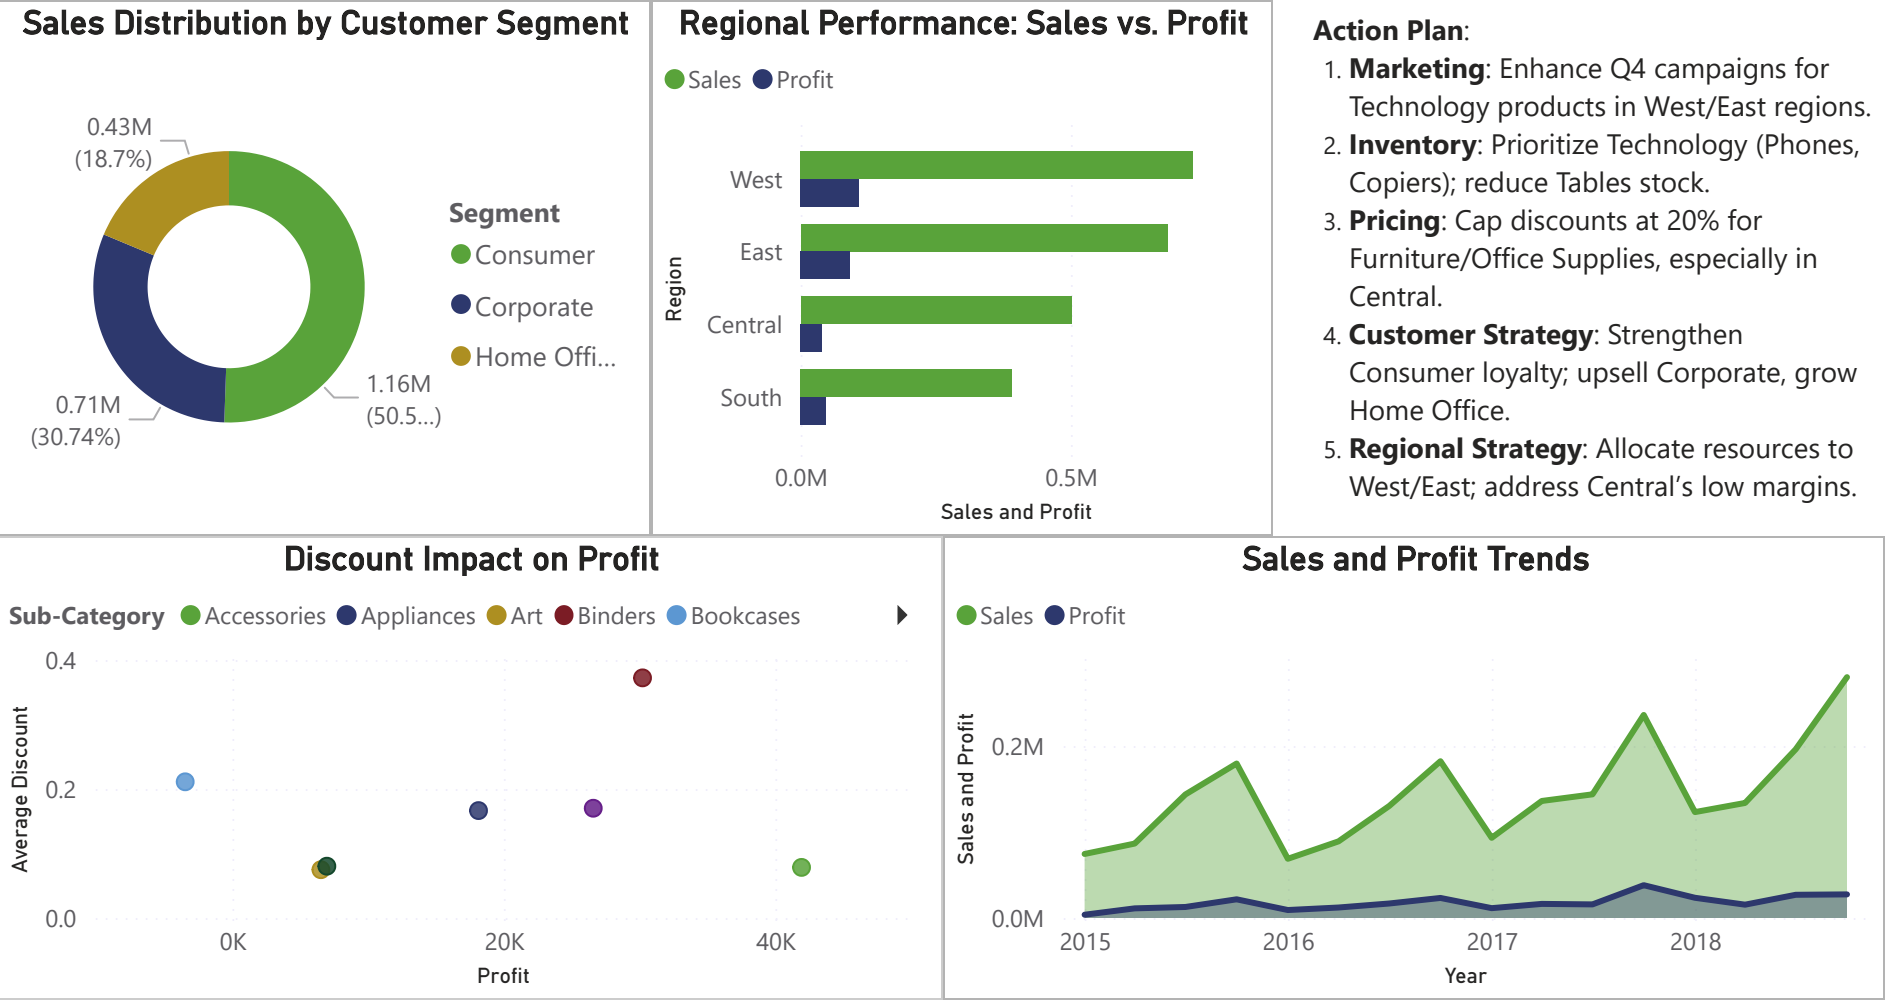 Sales Distribution by Customer Segment
0.43M
(18.7%)
Segment
Consumer
Corporate
Home Offi...
1.16M
(50.5...)
0.71M
(30.74%)
Regional Performance: Sales vs. Profit
Sales Profit
Region
West
East
Central
South
0.0M 0.5M
Sales and Profit
Action Plan:
1. Marketing: Enhance Q4 campaigns for
Technology products in West/East regions.
2. Inventory: Prioritize Technology (Phones,
Copiers); reduce Tables stock.
3. Pricing: Cap discounts at 20% for
Furniture/Office Supplies, especially in
Central.
4. Customer Strategy: Strengthen
Consumer loyalty; upsell Corporate, grow
Home Office.
5. Regional Strategy: Allocate resources to
West/East; address Central’s low margins.
Discount Impact on Profit
Sub-Category Accessories Appliances Art Binders Bookcases
Average Discount
0.4
0.2
0.0
0K 20K 40K
Profit
Sales and Profit Trends
Sales Profit
Sales and Profit
0.2M
0.0M
2015 2016 2017 2018
Year